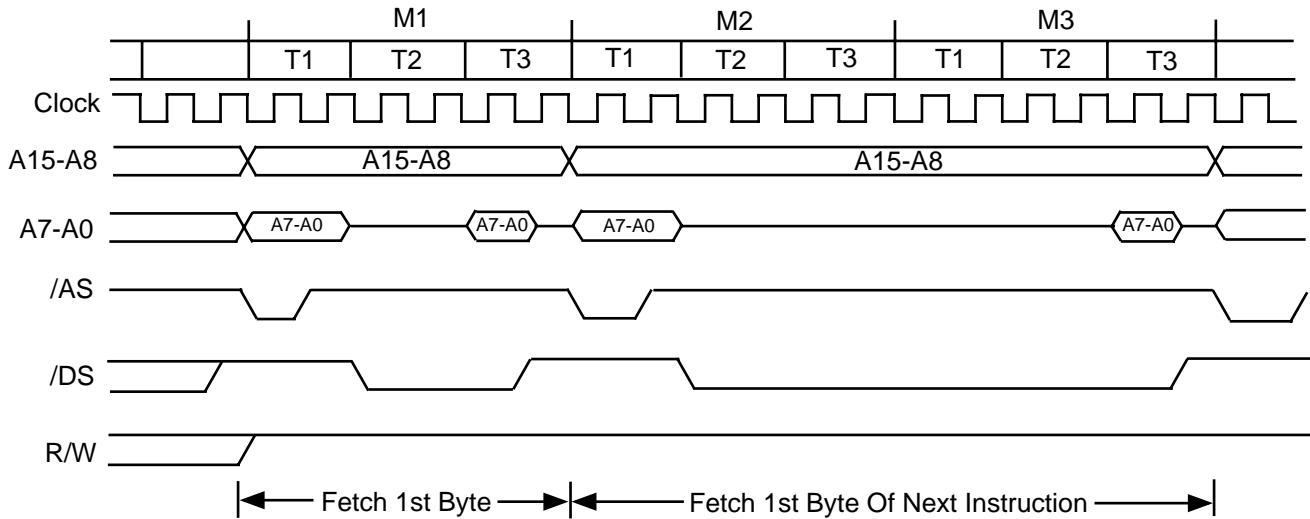 M1 M2 M3
T1 T2 T3 T1 T2 T3 T1 T2 T3
Clock
A15-A8 A15-A8 A15-A8
A7-A0 A7-A0 A7-A0 A7-A0 A7-A0
/AS
/DS
R/W
Fetch 1st Byte Fetch 1st Byte Of Next Instruction